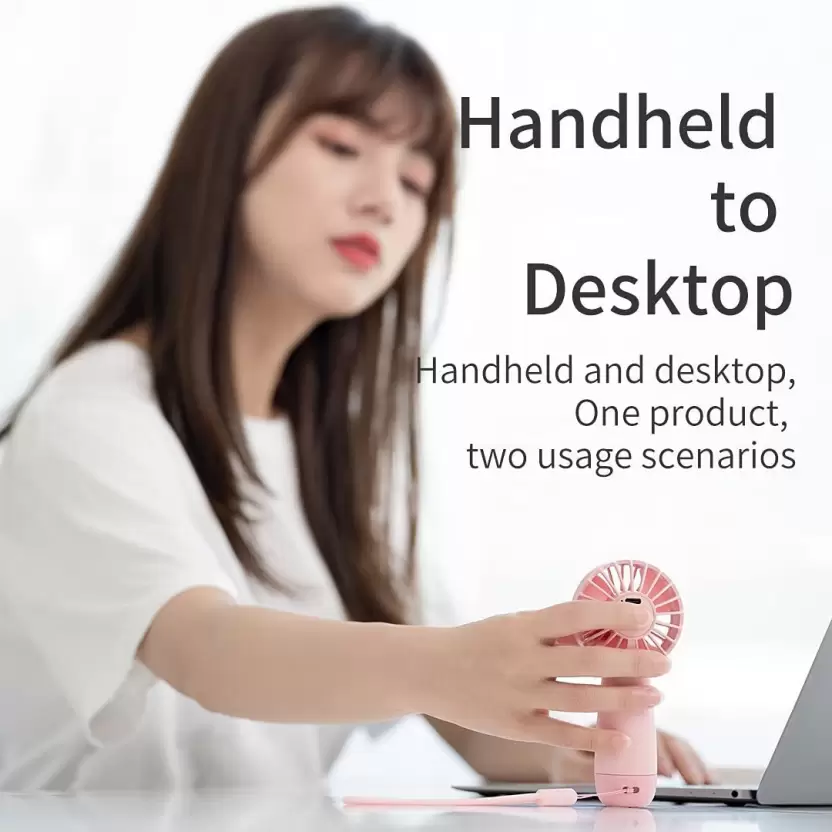 Handheld
to
Desktop
Handheld and desktop,
One product,
two usage scenarios